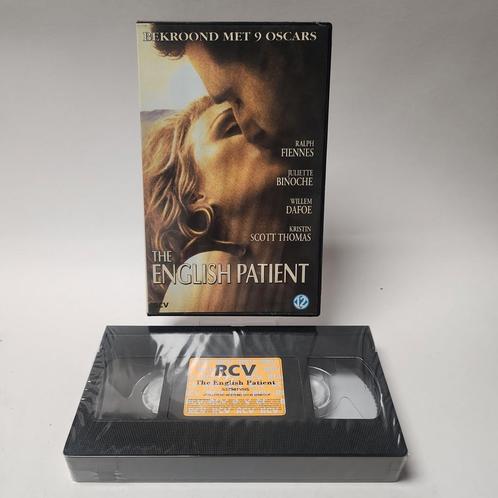 BEKROOND MET 9 OSCARS
RALPH
FIENNES
JULIETTE
BINOCHE
WILLEM
DAFOE
KRISTIN
SCOTT THOMAS
THE
ENGLISH PATIENT
RCV
12
RCV
The English Patient